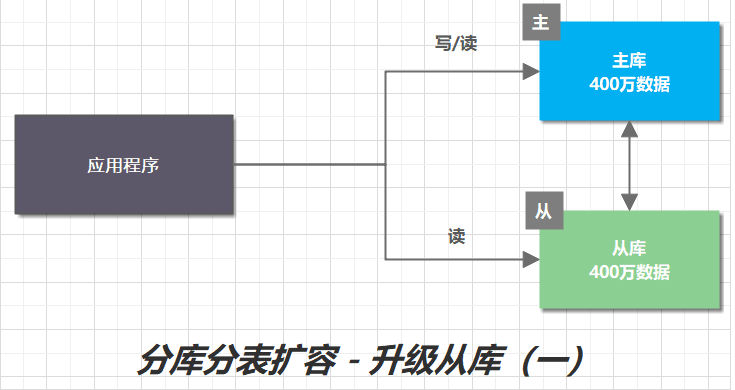 主
写/读
主库
400万数据
应用程序
从
读
从库
400万数据
分库分表扩容 - 升级从库（一）